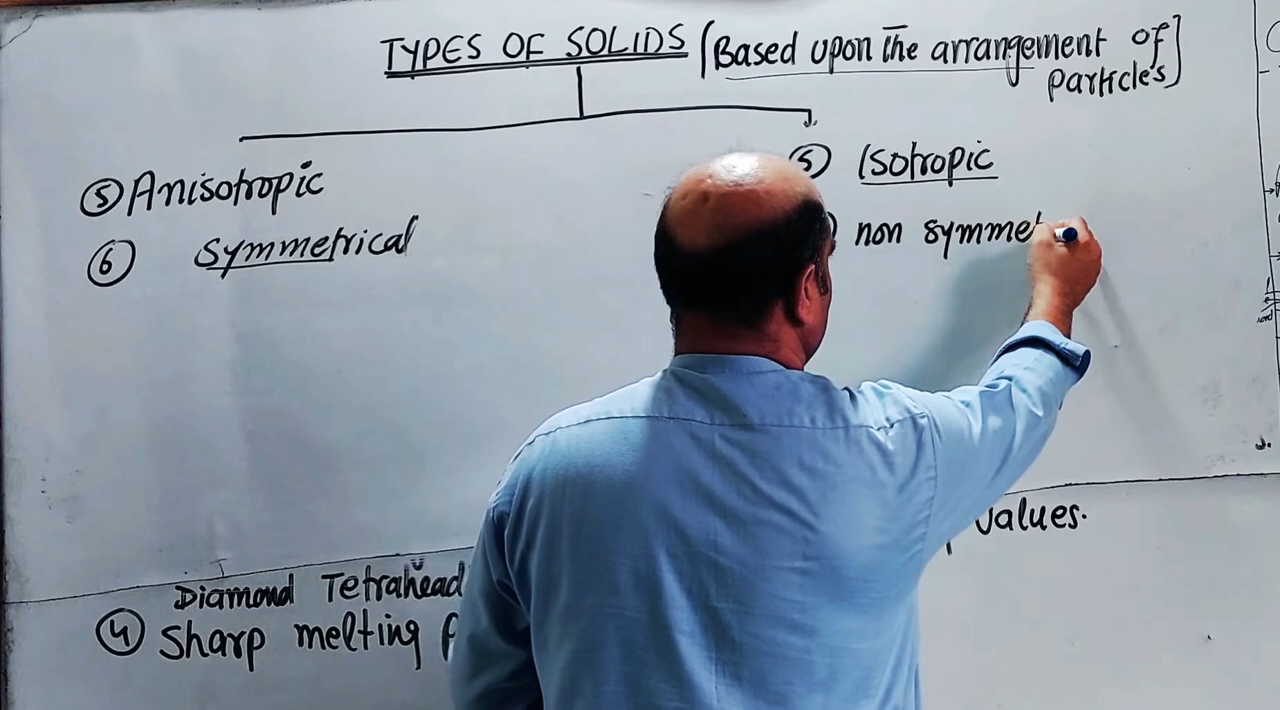 TYPES OF SOLIDS [Based upon the arrangement of
Particles]
⑤ Anisotropic
⑤ Isotropic
⑥ Symmetrical
non symmet
values.
Diamond Tetrahead
④ Sharp melting